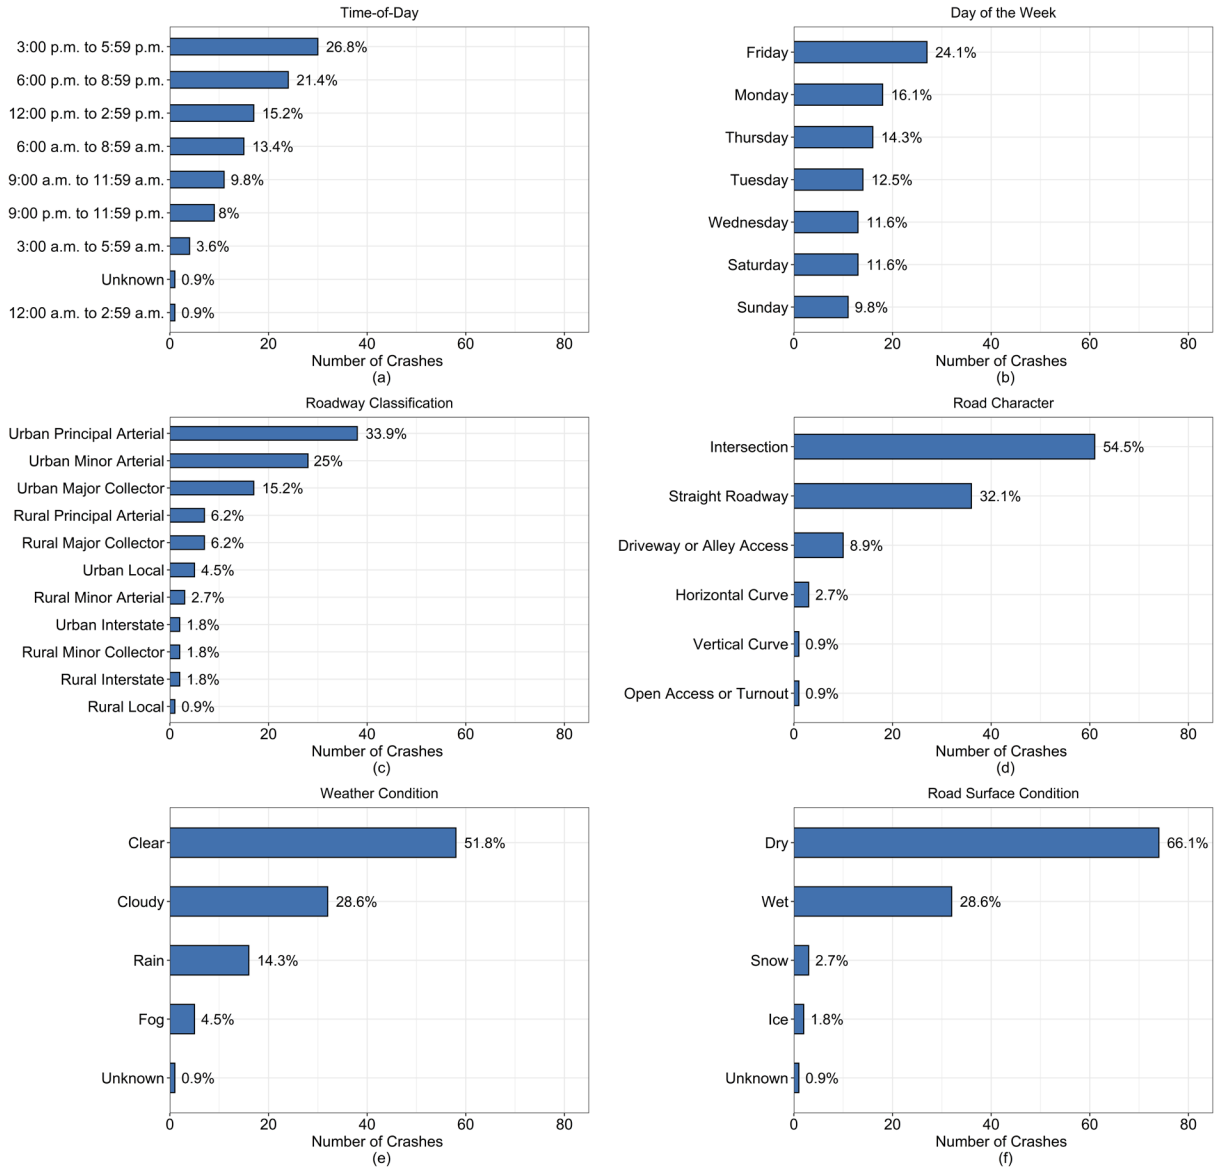 Time-of-Day
3:00 p.m. to 5:59 p.m. 26.8%
6:00 p.m. to 8:59 p.m. 21.4%
12:00 p.m. to 2:59 p.m. 15.2%
6:00 a.m. to 8:59 a.m. 13.4%
9:00 a.m. to 11:59 a.m. 9.8%
9:00 p.m. to 11:59 p.m. 8%
3:00 a.m. to 5:59 a.m. 3.6%
Unknown 0.9%
12:00 a.m. to 2:59 a.m. 0.9%
0 20 40 60 80
Number of Crashes
(a)
Day of the Week
Friday 24.1%
Monday 16.1%
Thursday 14.3%
Tuesday 12.5%
Wednesday 11.6%
Saturday 11.6%
Sunday 9.8%
0 20 40 60 80
Number of Crashes
(b)
Roadway Classification
Urban Principal Arterial 33.9%
Urban Minor Arterial 25%
Urban Major Collector 15.2%
Rural Principal Arterial 6.2%
Rural Major Collector 6.2%
Urban Local 4.5%
Rural Minor Arterial 2.7%
Urban Interstate 1.8%
Rural Minor Collector 1.8%
Rural Interstate 1.8%
Rural Local 0.9%
0 20 40 60 80
Number of Crashes
(c)
Road Character
Intersection 54.5%
Straight Roadway 32.1%
Driveway or Alley Access 8.9%
Horizontal Curve 2.7%
Vertical Curve 0.9%
Open Access or Turnout 0.9%
0 20 40 60 80
Number of Crashes
(d)
Weather Condition
Clear 51.8%
Cloudy 28.6%
Rain 14.3%
Fog 4.5%
Unknown 0.9%
0 20 40 60 80
Number of Crashes
(e)
Road Surface Condition
Dry 66.1%
Wet 28.6%
Snow 2.7%
Ice 1.8%
Unknown 0.9%
0 20 40 60 80
Number of Crashes
(f)